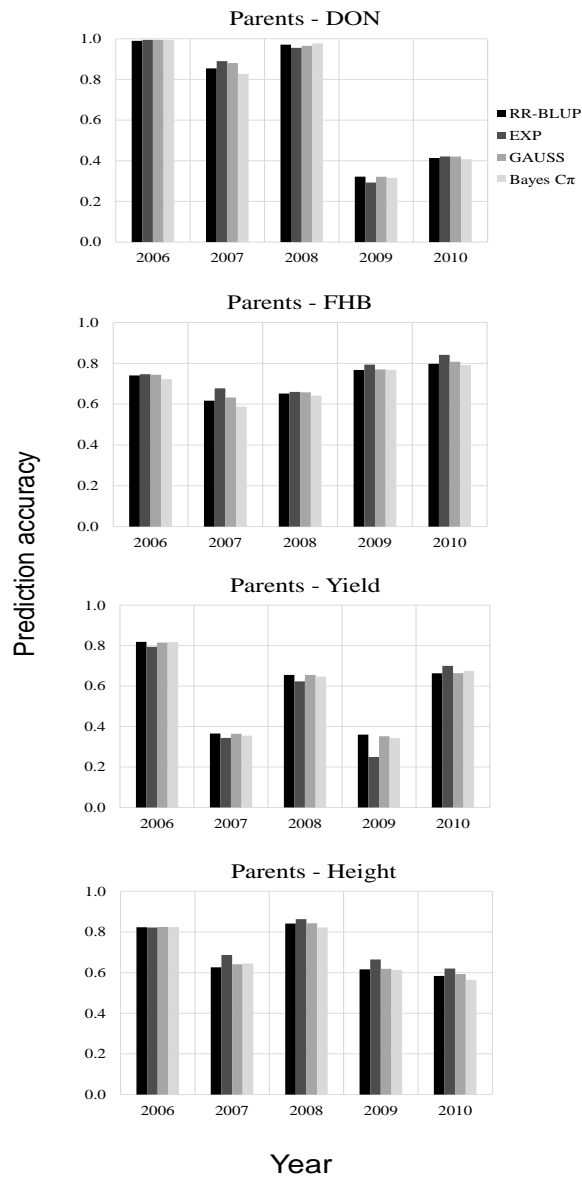 Parents - DON
1.0
0.8
0.6
0.4
0.2
0.0
2006 2007 2008 2009 2010
RR-BLUP
EXP
GAUSS
Bayes Cπ
Parents - FHB
1.0
0.8
0.6
0.4
0.2
0.0
2006 2007 2008 2009 2010
Prediction accuracy
Parents - Yield
1.0
0.8
0.6
0.4
0.2
0.0
2006 2007 2008 2009 2010
Parents - Height
1.0
0.8
0.6
0.4
0.2
0.0
2006 2007 2008 2009 2010
Year